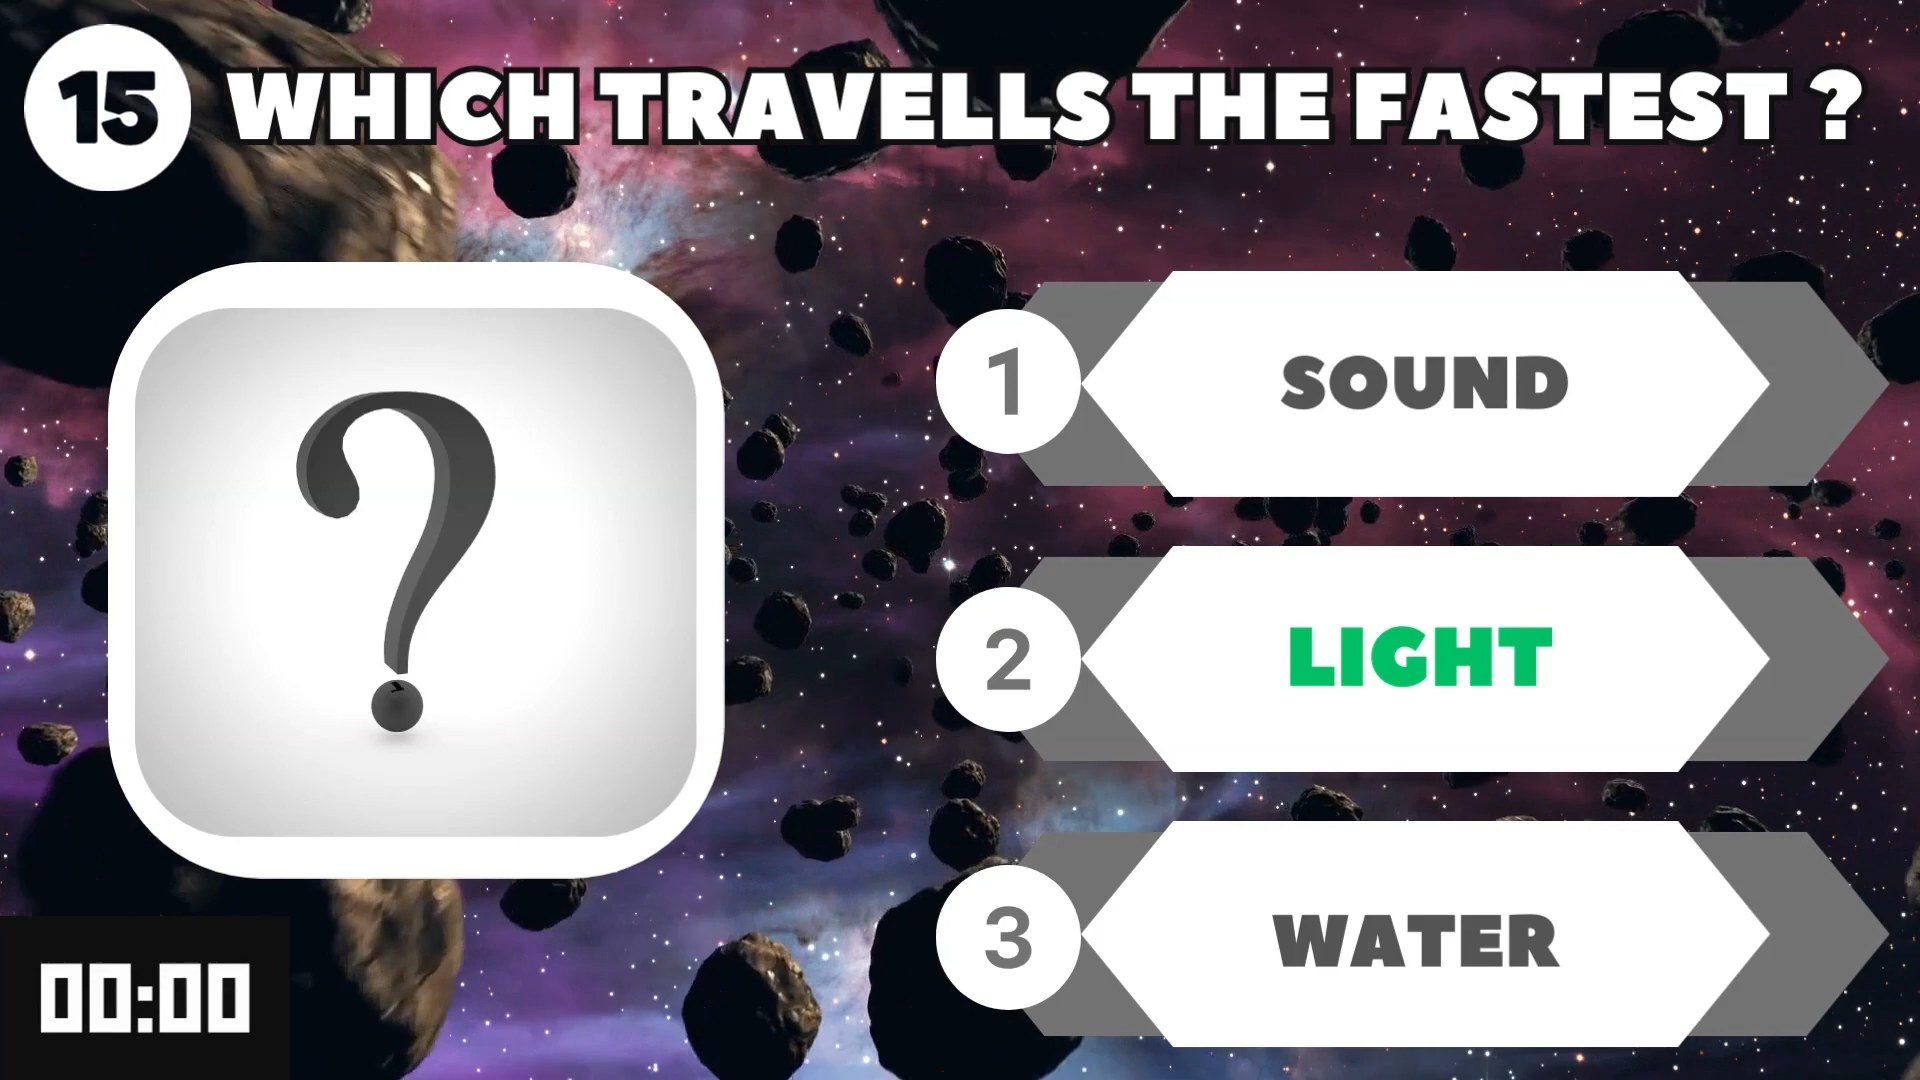 15 WHICH TRAVELLS THE FASTEST ?
?
1 SOUND
2 LIGHT
3 WATER
00:00